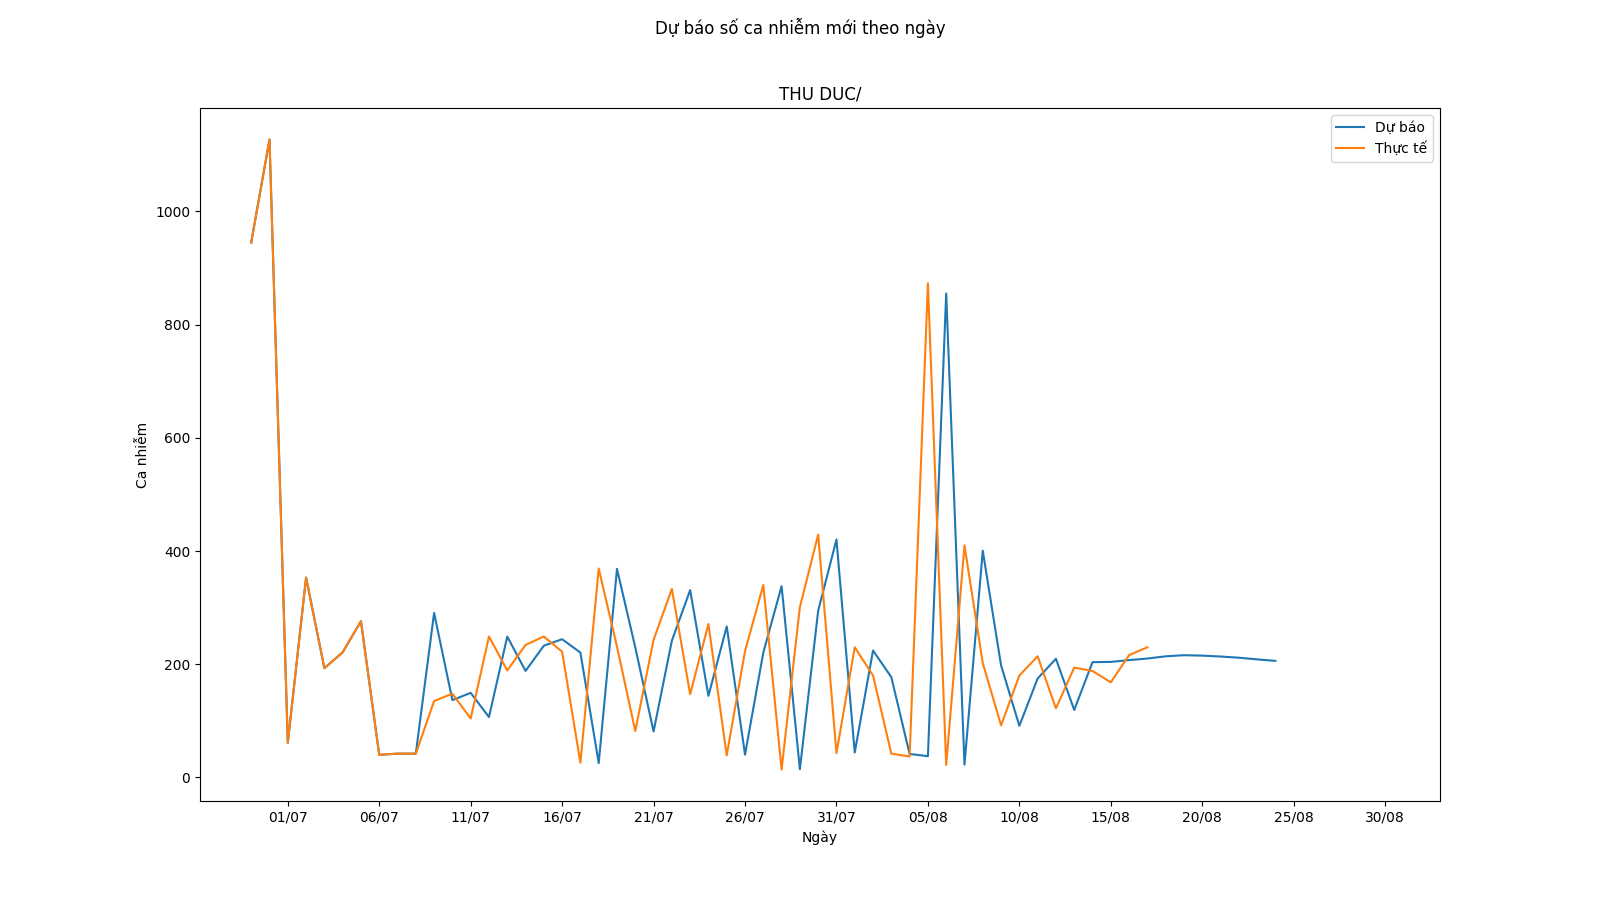 Dự báo số ca nhiễm mới theo ngày
THU DUC/
Dự báo
Thực tế
1000
800
600
400
200
0
Ca nhiễm
01/07 06/07 11/07 16/07 21/07 26/07 31/07 05/08 10/08 15/08 20/08 25/08 30/08
Ngày